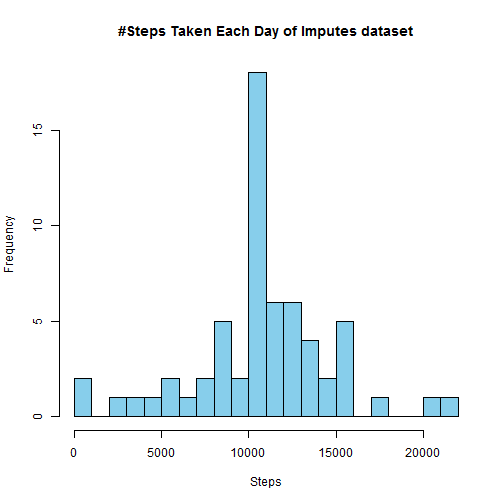 #Steps Taken Each Day of Imputes dataset
Frequency
15
10
5
0
0 5000 10000 15000 20000
Steps